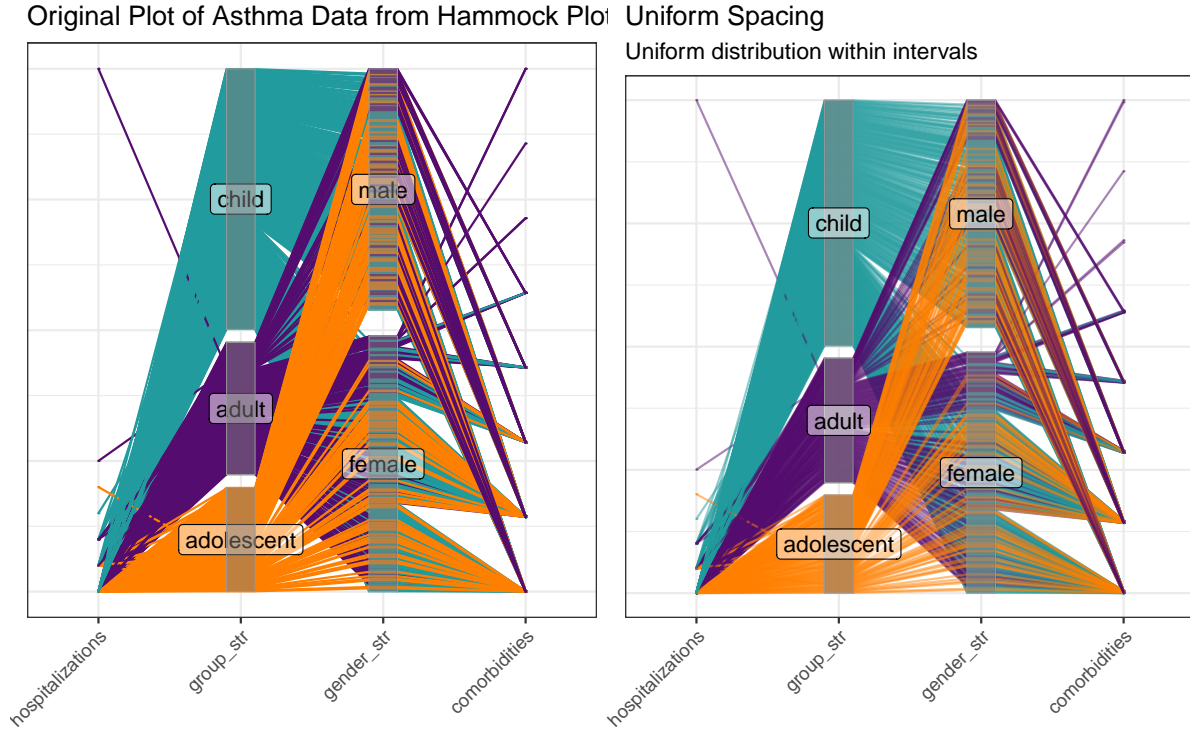 Original Plot of Asthma Data from Hammock Plot
child
male
adult
female
adolescent
hospitalizations
group_str
gender_str
comorbidities
Uniform Spacing
Uniform distribution within intervals
child
male
adult
female
adolescent
hospitalizations
group_str
gender_str
comorbidities